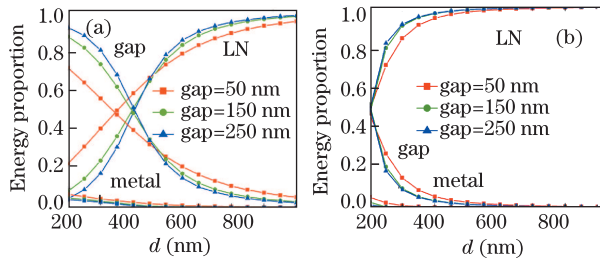 (a)
Energy proportion
1.0
0.8
0.6
0.4
0.2
0.0
gap
LN
gap=50 nm
gap=150 nm
gap=250 nm
metal
200
400
600
800
d (nm)
(b)
Energy proportion
1.0
0.8
0.6
0.4
0.2
0.0
LN
gap=50 nm
gap=150 nm
gap=250 nm
gap
metal
200
400
600
800
d (nm)